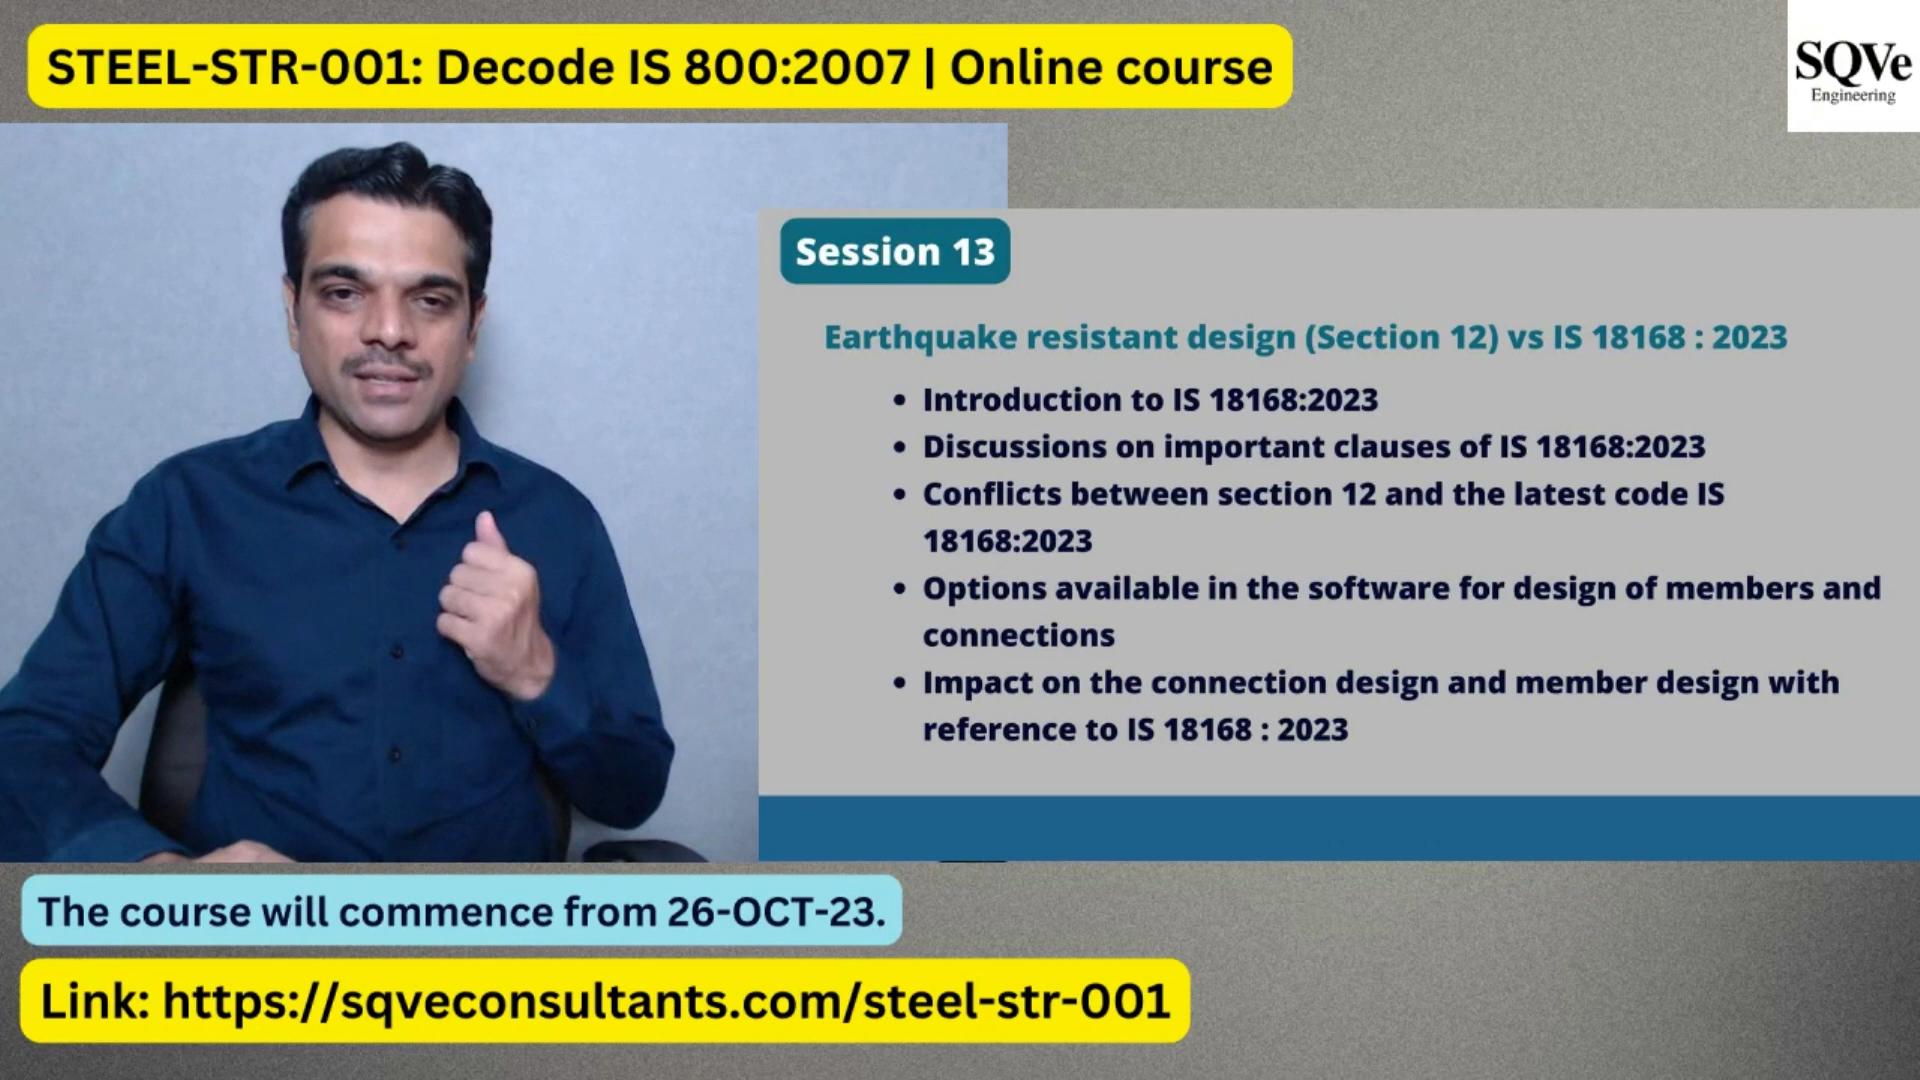 STEEL-STR-001: Decode IS 800:2007 | Online course
SQVe
Engineering
Session 13
Earthquake resistant design (Section 12) vs IS 18168 : 2023
• Introduction to IS 18168:2023
• Discussions on important clauses of IS 18168:2023
• Conflicts between section 12 and the latest code IS
18168:2023
• Options available in the software for design of members and
connections
• Impact on the connection design and member design with
reference to IS 18168 : 2023
The course will commence from 26-OCT-23.
Link: https://sqveconsultants.com/steel-str-001